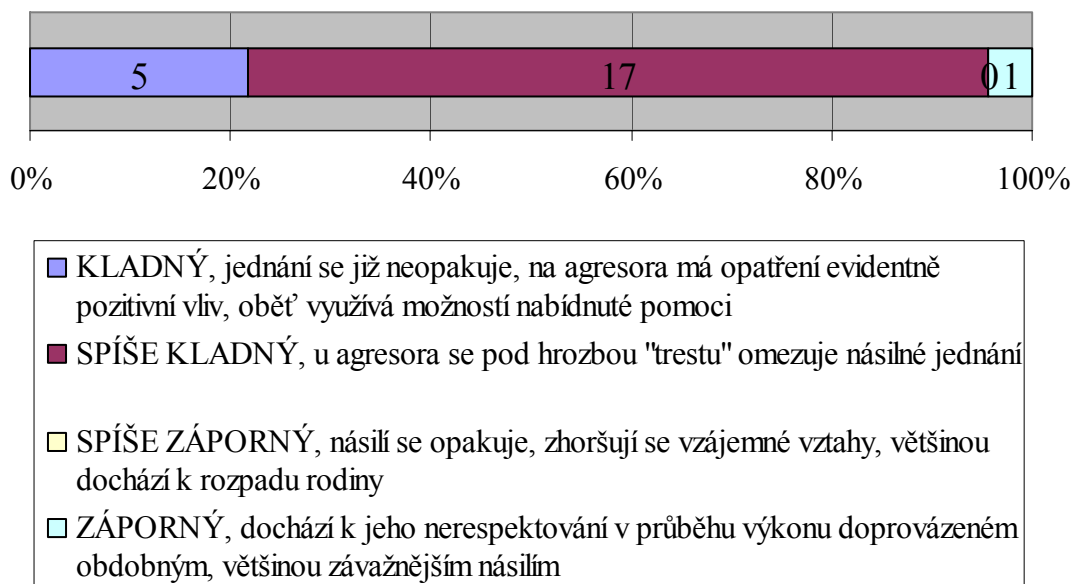 5 17 0 1
0% 20% 40% 60% 80% 100%
KLADNÝ, jednání se již neopakuje, na agresora má opatření evidentně
pozitivní vliv, oběť využívá možností nabídnuté pomoci
SPÍŠE KLADNÝ, u agresora se pod hrozbou "trestu" omezuje násilné jednání
SPÍŠE ZÁPORNÝ, násilí se opakuje, zhoršují se vzájemné vztahy, většinou
dochází k rozpadu rodiny
ZÁPORNÝ, dochází k jeho nerespektování v průběhu výkonu doprovázeném
obdobným, většinou závažnějším násilím